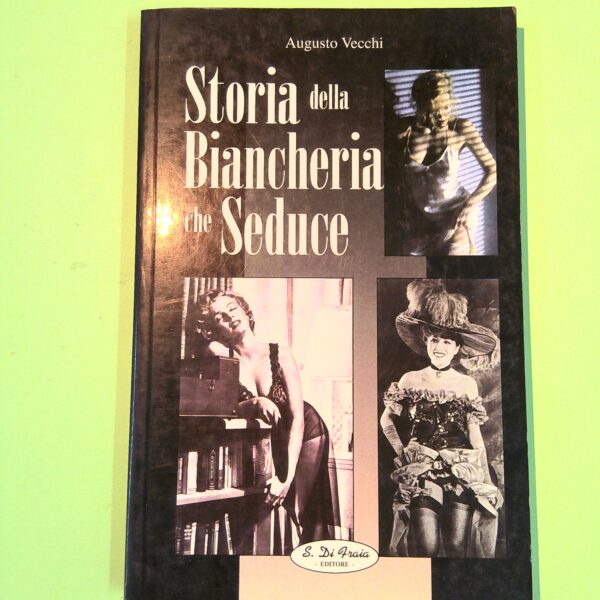 Augusto Vecchi
Storia della
Biancheria
che Seduce
S. Di Fraia
- EDITORE -